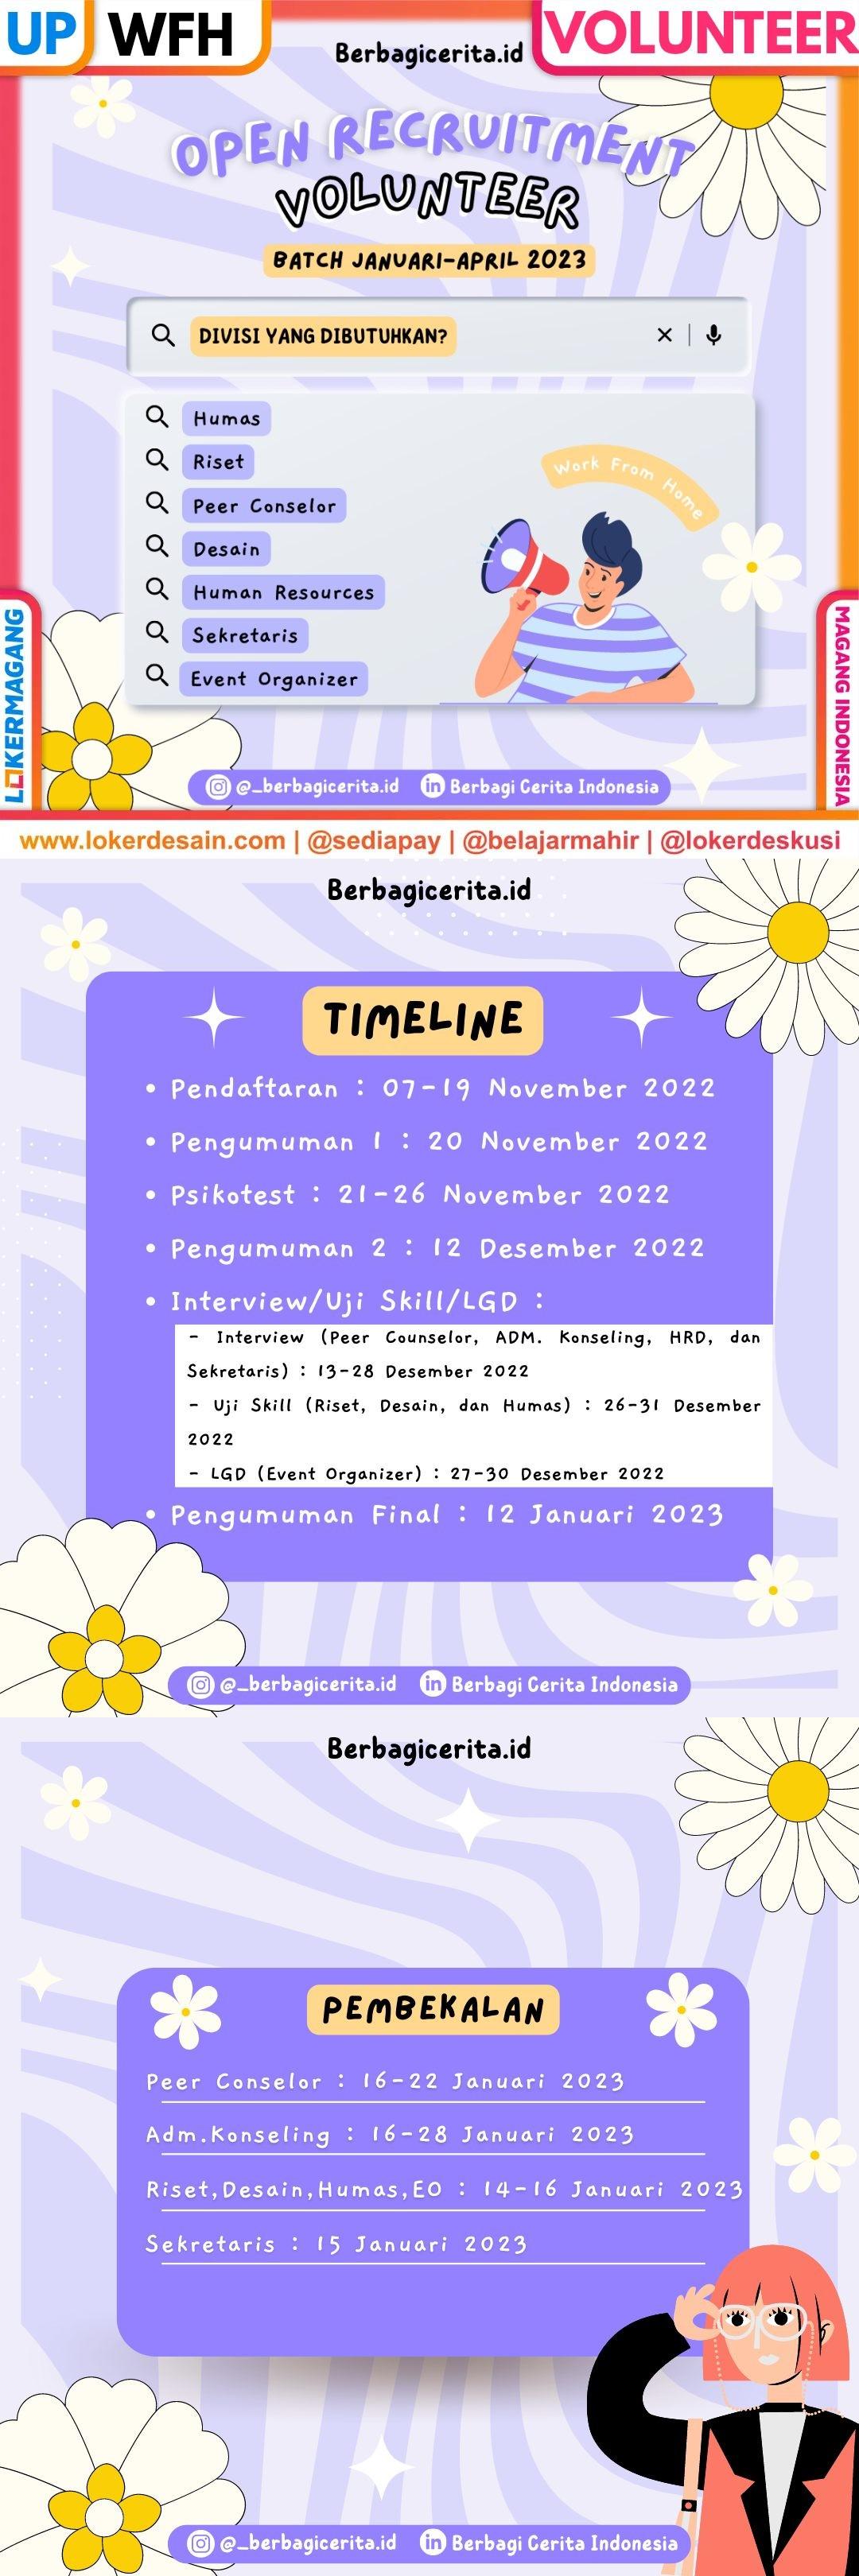 UP WFH
VOLUNTEER
Berbagicerita.id
OPEN RECRUITMENT
VOLUNTEER
BATCH JANUARI-APRIL 2023
DIVISI YANG DIBUTUHKAN?
Humas
Riset
Peer Conselor
Desain
Human Resources
Sekretaris
Event Organizer
Work From Home
LOKERMAGANG
MAGANG INDONESIA
@_berbagicerita.id Berbagi Cerita Indonesia
www.lokerdesain.com | @sediapay | @belajarmahir | @lokerdeskusi
Berbagicerita.id
TIMELINE
• Pendaftaran : 07-19 November 2022
• Pengumuman 1 : 20 November 2022
• Psikotest : 21-26 November 2022
• Pengumuman 2 : 12 Desember 2022
• Interview/Uji Skill/LGD :
- Interview (Peer Counselor, ADM. Konseling, HRD, dan
Sekretaris) : 13-28 Desember 2022
- Uji Skill (Riset, Desain, dan Humas) : 26-31 Desember
2022
- LGD (Event Organizer) : 27-30 Desember 2022
• Pengumuman Final : 12 Januari 2023
@_berbagicerita.id Berbagi Cerita Indonesia
Berbagicerita.id
PEMBEKALAN
Peer Conselor : 16-22 Januari 2023
Adm.Konseling : 16-28 Januari 2023
Riset,Desain,Humas,EO : 14-16 Januari 2023
Sekretaris : 15 Januari 2023
@_berbagicerita.id Berbagi Cerita Indonesia